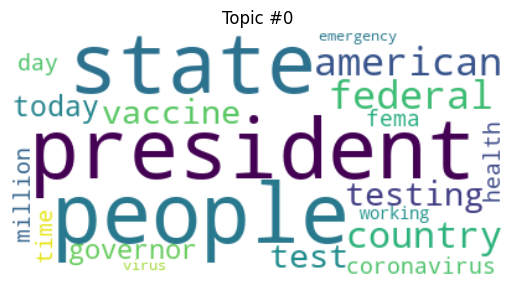 Topic #0
emergency
state
american
day
federal
today
vaccine
fema
president
health
million
testing
people
working
time
governor
country
test
coronavirus
virus